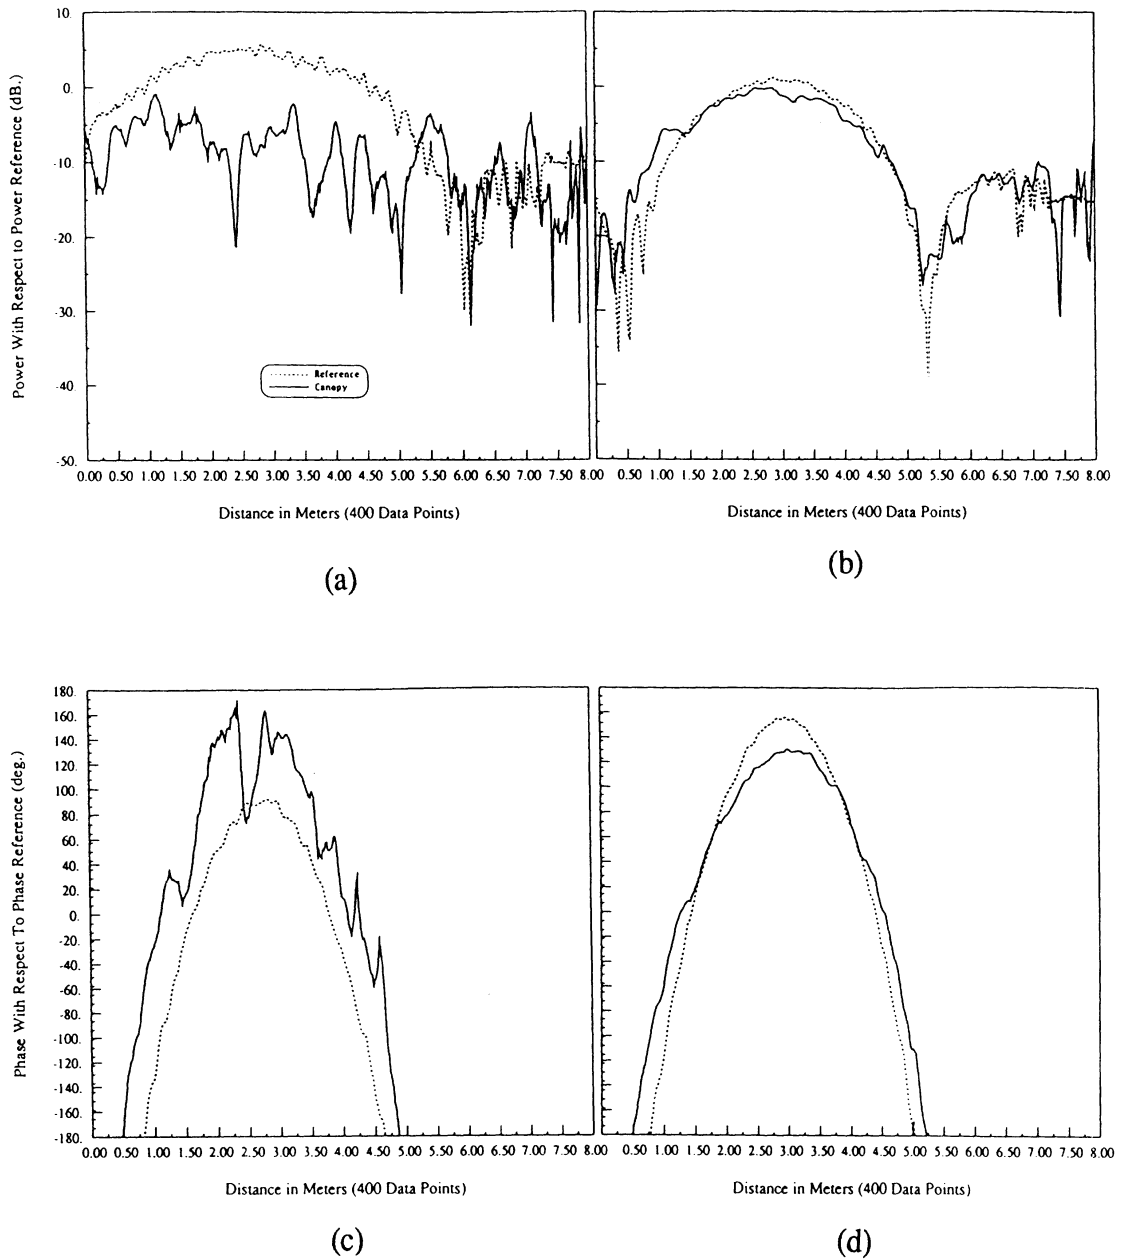 Power With Respect to Power Reference (dB.)
10.
0.
-10.
-20.
-30.
-40.
-50.
Reference
Canopy
0.00 0.50 1.00 1.50 2.00 2.50 3.00 3.50 4.00 4.50 5.00 5.50 6.00 6.50 7.00 7.50 8.00
0.50 1.00 1.50 2.00 2.50 3.00 3.50 4.00 4.50 5.00 5.50 6.00 6.50 7.00 7.50 8.00
Distance in Meters (400 Data Points)
Distance in Meters (400 Data Points)
(a)
(b)
Phase With Respect To Phase Reference (deg.)
180.
160.
140.
120.
100.
80.
60.
40.
20.
0.
-20.
-40.
-60.
-80.
-100.
-120.
-140.
-160.
-180.
0.00 0.50 1.00 1.50 2.00 2.50 3.00 3.50 4.00 4.50 5.00 5.50 6.00 6.50 7.00 7.50 8.00
0.50 1.00 1.50 2.00 2.50 3.00 3.50 4.00 4.50 5.00 5.50 6.00 6.50 7.00 7.50 8.00
Distance in Meters (400 Data Points)
Distance in Meters (400 Data Points)
(c)
(d)